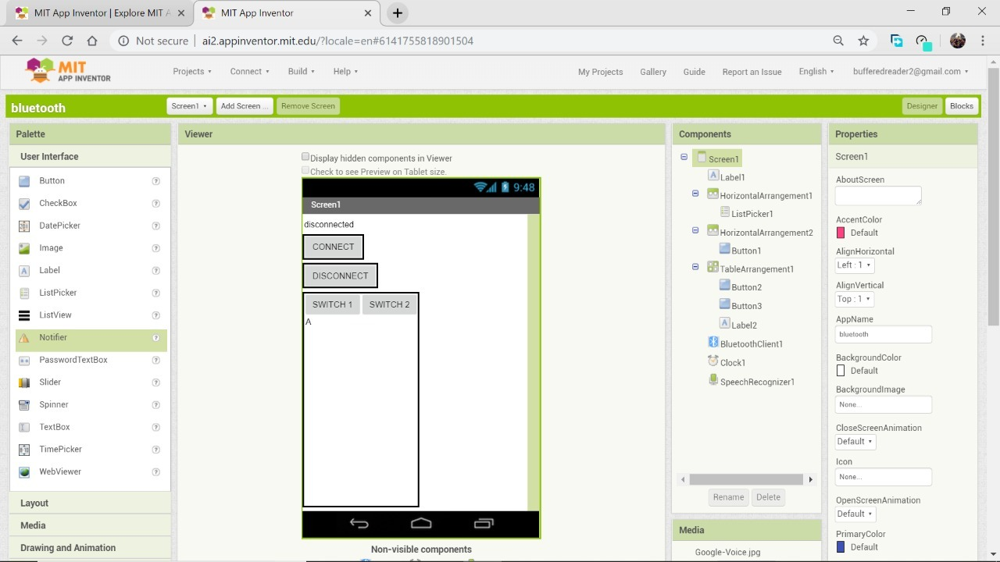 MIT App Inventor | Explore MIT A
MIT App Inventor
Not secure | ai2.appinventor.mit.edu/?locale=en#6141755818901504
MIT
APP INVENTOR
Projects Connect Build Help My Projects Gallery Guide Report an Issue English bufferedreader2@gmail.com
bluetooth Screen1 Add Screen ... Remove Screen Designer Blocks
Palette
User Interface
Button ?
CheckBox ?
DatePicker ?
Image ?
Label ?
ListPicker ?
ListView ?
Notifier ?
PasswordTextBox ?
Slider ?
Spinner ?
TextBox ?
TimePicker ?
WebViewer ?
Layout
Media
Drawing and Animation
Viewer
Display hidden components in Viewer
Check to see Preview on Tablet size.
9:48
Screen1
disconnected
CONNECT
DISCONNECT
SWITCH 1 SWITCH 2
A
Non-visible components
Components
Screen1
Label1
HorizontalArrangement1
ListPicker1
HorizontalArrangement2
Button1
TableArrangement1
Button2
Button3
Label2
BluetoothClient1
Clock1
SpeechRecognizer1
Rename Delete
Media
Google-Voice.jpg
Properties
Screen1
AboutScreen
AccentColor
Default
AlignHorizontal
Left : 1
AlignVertical
Top : 1
AppName
bluetooth
BackgroundColor
Default
BackgroundImage
None...
CloseScreenAnimation
Default
Icon
None...
OpenScreenAnimation
Default
PrimaryColor
Default